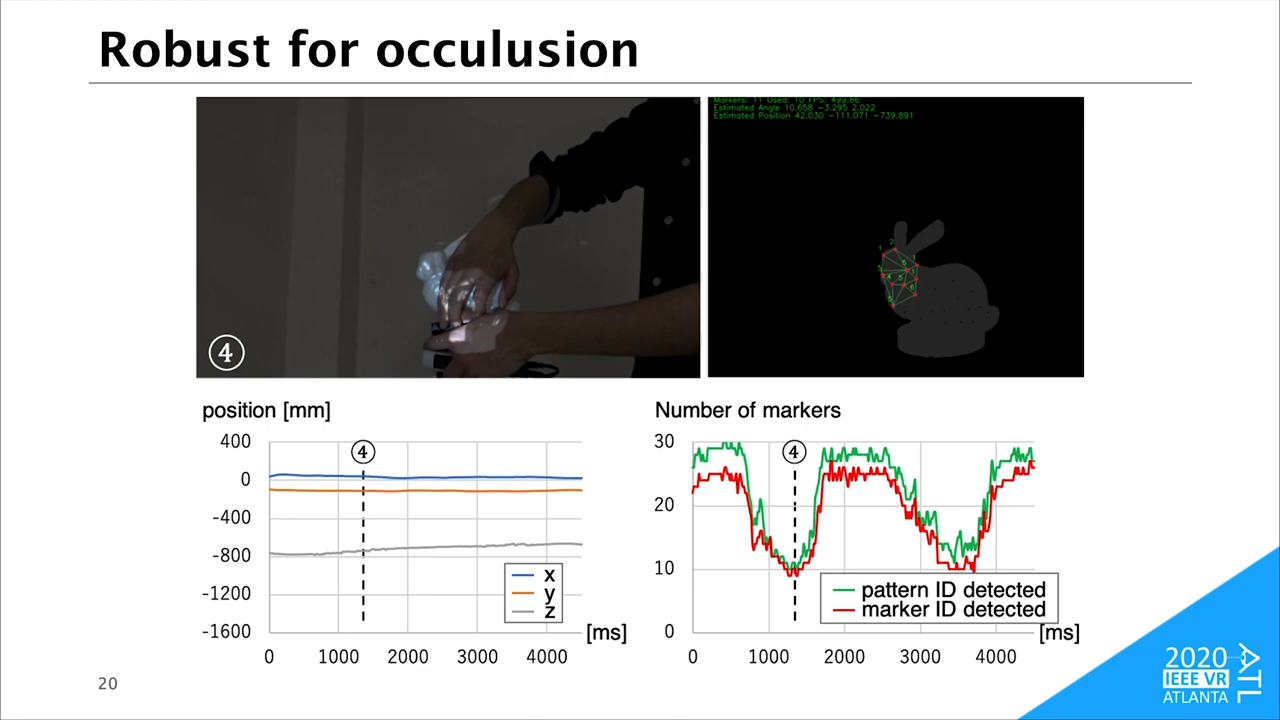 Robust for occulusion
Markers: 11 Used: 10 FPS: 499.86
Estimated Angle 10.658 -3.295 2.022
Estimated Position 42.030 -111.071 -739.891
④
position [mm]
400
0
-400
-800
-1200
-1600
0 1000 2000 3000 4000
[ms]
④
x
y
z
Number of markers
30
20
10
0
0 1000 2000 3000 4000
[ms]
④
pattern ID detected
marker ID detected
20
2020
IEEE VR
ATLANTA
ATL